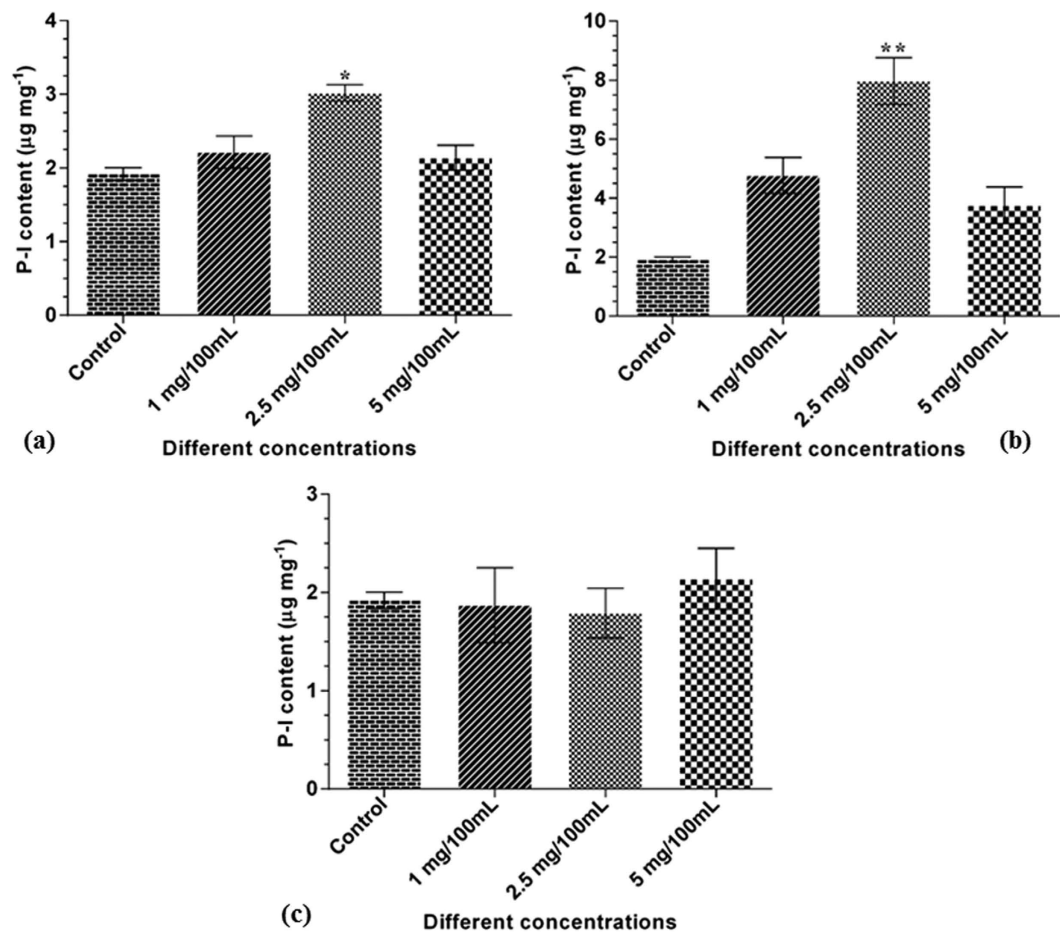 4
3
2
1
0
P-I content (µg mg⁻¹)
*
Control
1 mg/100mL
2.5 mg/100mL
5 mg/100mL
Different concentrations
(a)
10
8
6
4
2
0
P-I content (µg mg⁻¹)
**
Control
1 mg/100mL
2.5 mg/100mL
5 mg/100mL
Different concentrations
(b)
3
2
1
0
P-I content (µg mg⁻¹)
Control
1 mg/100mL
2.5 mg/100mL
5 mg/100mL
Different concentrations
(c)